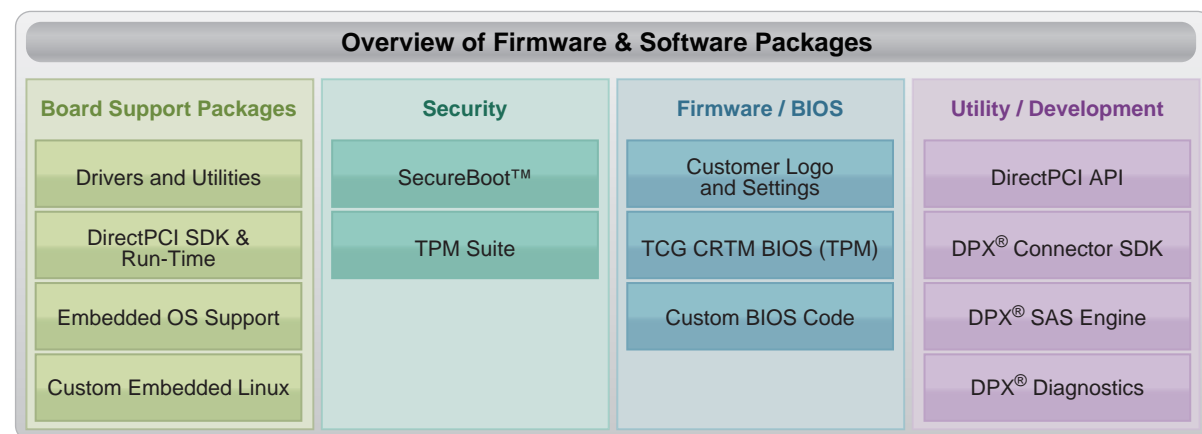 Overview of Firmware & Software Packages
Board Support Packages
Drivers and Utilities
DirectPCI SDK &
Run-Time
Embedded OS Support
Custom Embedded Linux
Security
SecureBoot™
TPM Suite
Firmware / BIOS
Customer Logo
and Settings
TCG CRTM BIOS (TPM)
Custom BIOS Code
Utility / Development
DirectPCI API
DPX® Connector SDK
DPX® SAS Engine
DPX® Diagnostics